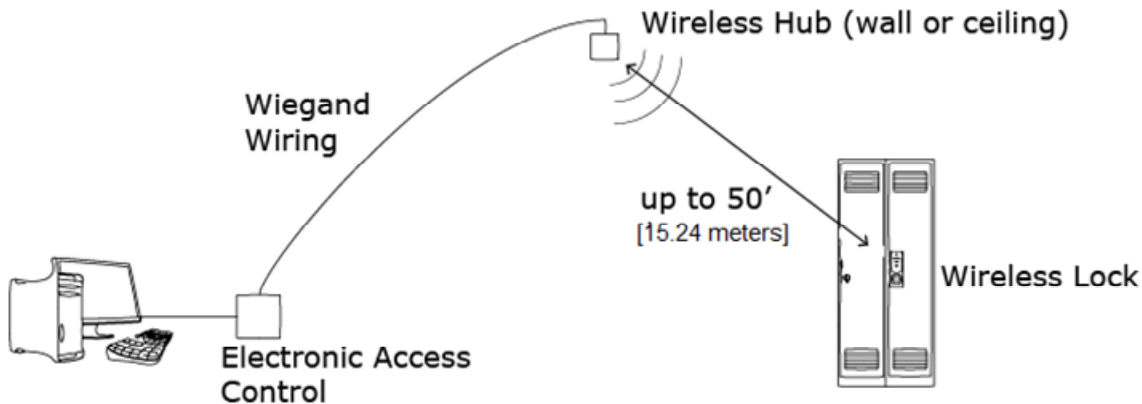 Wireless Hub (wall or ceiling)
Wiegand
Wiring
up to 50′
[15.24 meters]
Wireless Lock
Electronic Access
Control